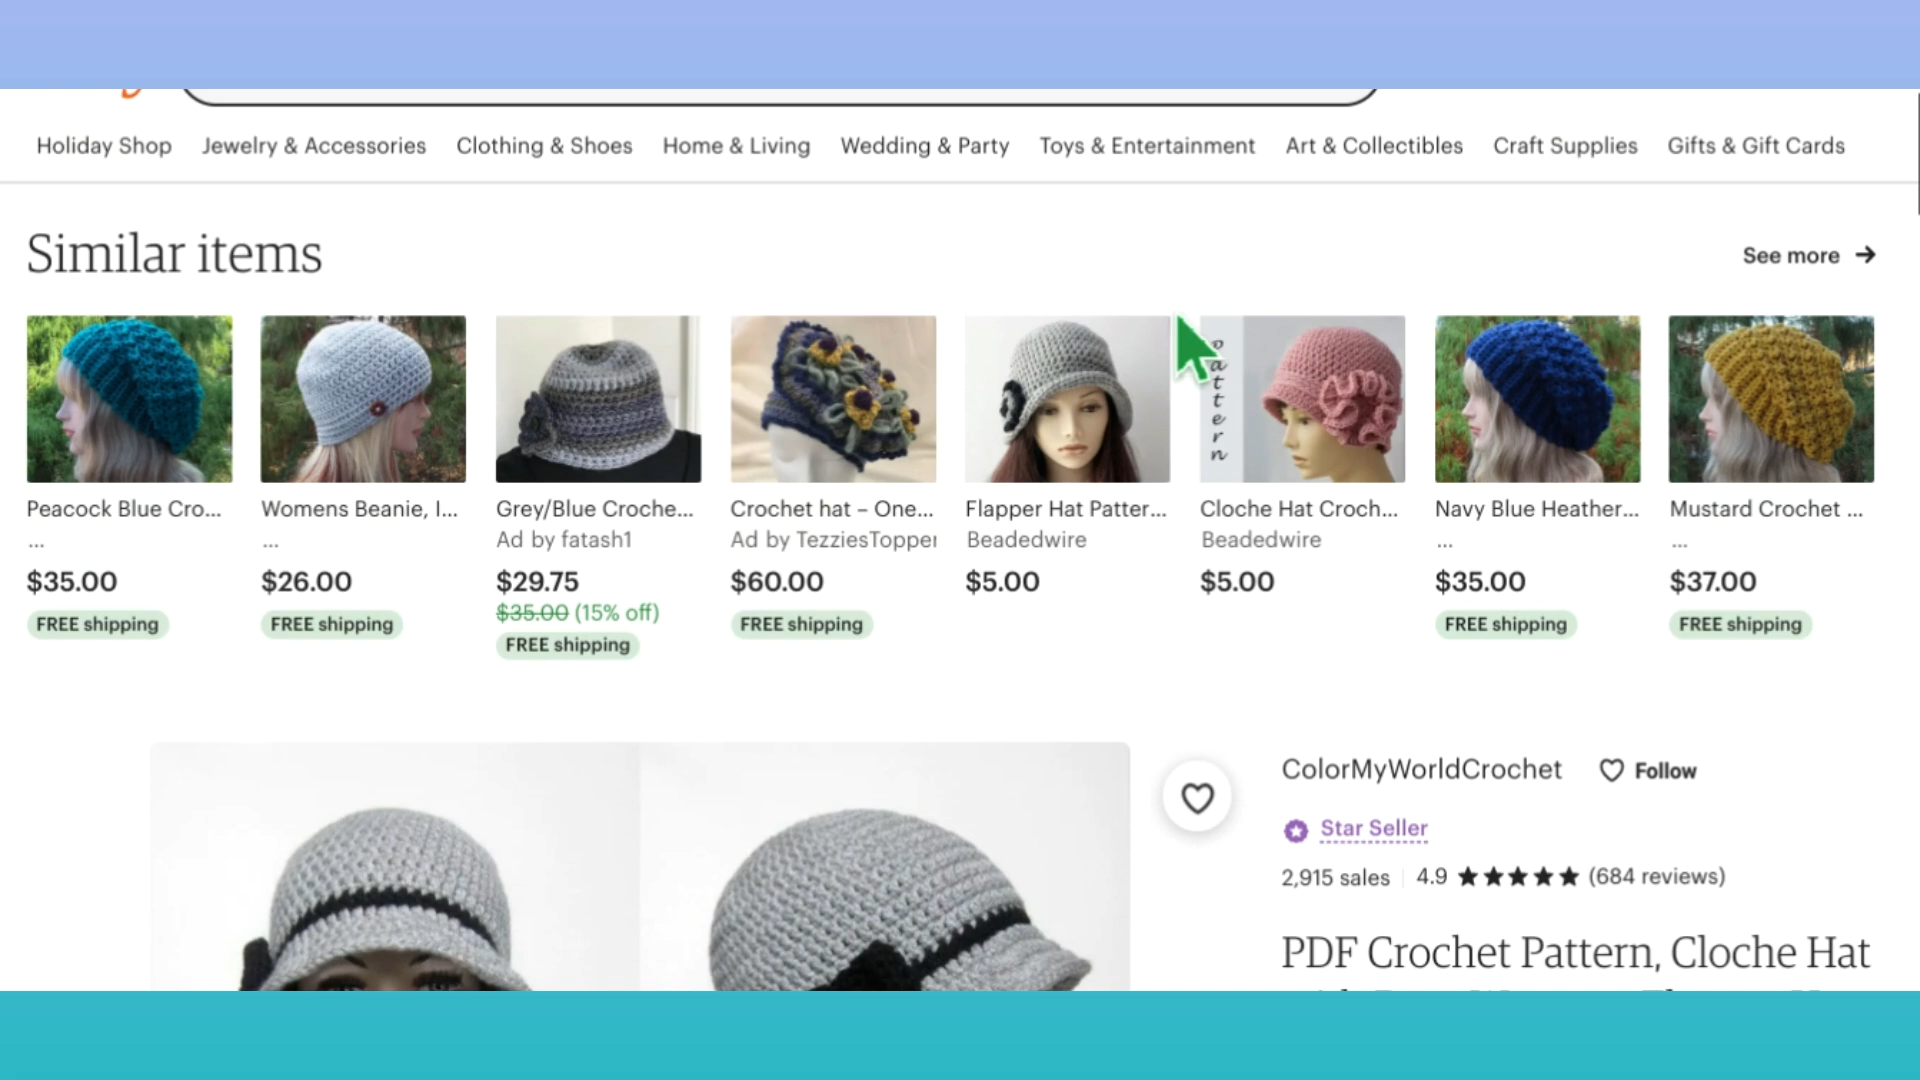 Holiday Shop Jewelry & Accessories Clothing & Shoes Home & Living Wedding & Party Toys & Entertainment Art & Collectibles Craft Supplies Gifts & Gift Cards
Similar items
See more →
Pattern
Peacock Blue Cro... Womens Beanie, I... Grey/Blue Croche... Crochet hat – One... Flapper Hat Patter... Cloche Hat Croch... Navy Blue Heather... Mustard Crochet ...
... ... Ad by fatash1 Ad by TezziesTopper Beadedwire Beadedwire ... ...
$35.00 $26.00 $29.75 $60.00 $5.00 $5.00 $35.00 $37.00
$35.00 (15% off)
FREE shipping FREE shipping FREE shipping FREE shipping FREE shipping
FREE shipping
ColorMyWorldCrochet Follow
Star Seller
2,915 sales 4.9 ★★★★★ (684 reviews)
PDF Crochet Pattern, Cloche Hat